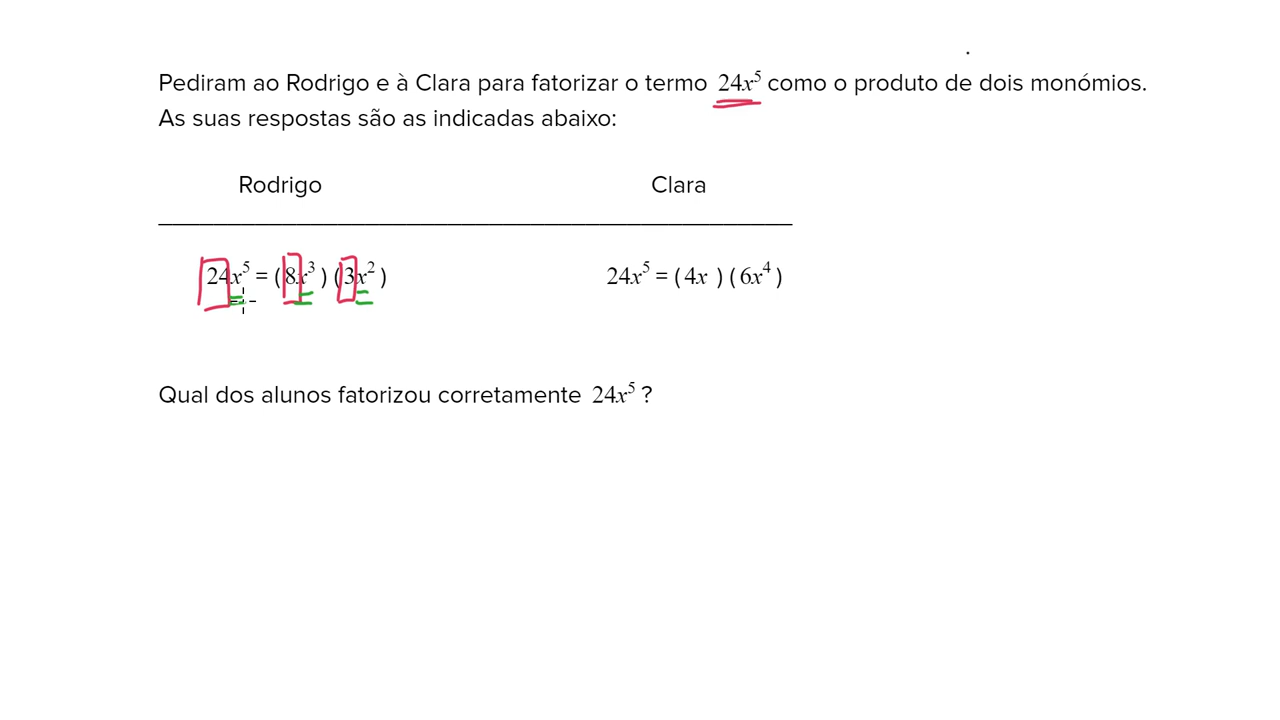 Pediram ao Rodrigo e à Clara para fatorizar o termo 24x⁵ como o produto de dois monómios.
As suas respostas são as indicadas abaixo:
Rodrigo Clara
24x⁵ = (8x³) (3x²) 24x⁵ = (4x) (6x⁴)
Qual dos alunos fatorizou corretamente 24x⁵ ?